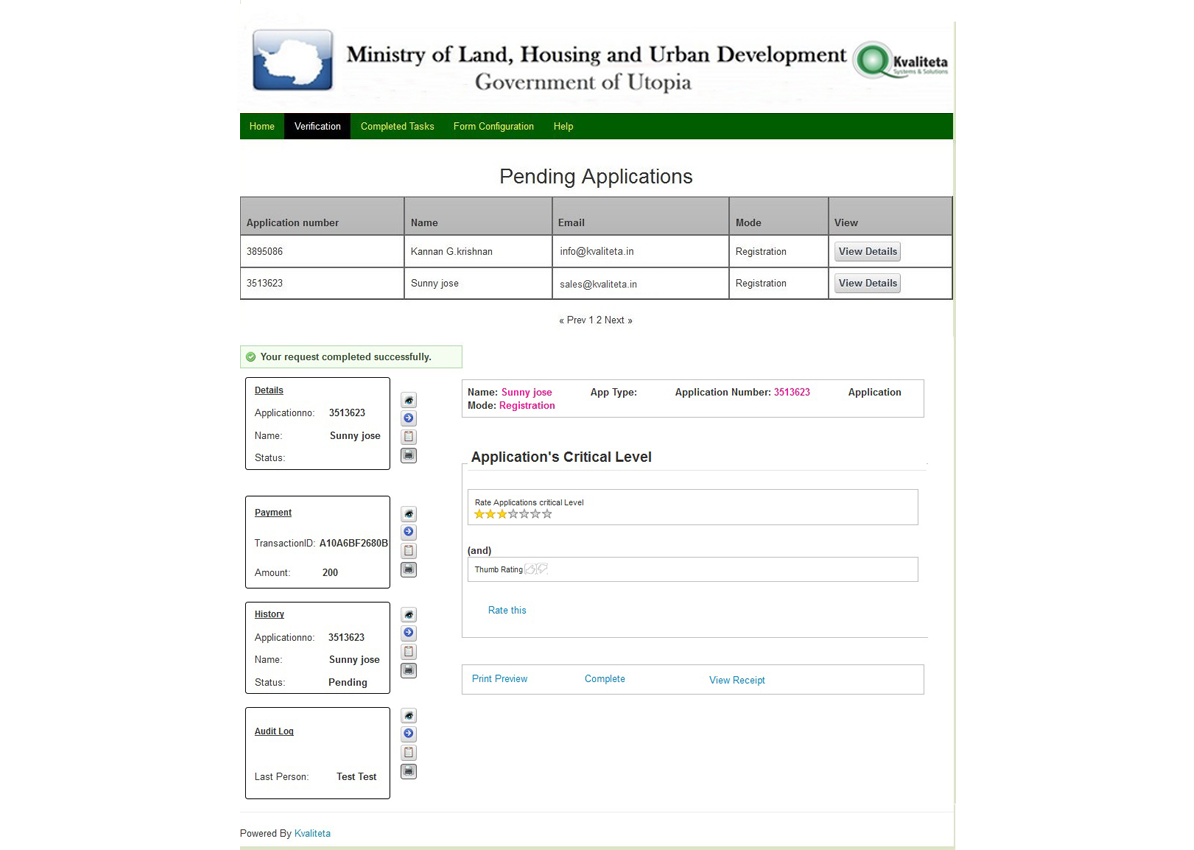 Ministry of Land, Housing and Urban Development
Government of Utopia
Kvaliteta
Systems & Solutions
Home Verification Completed Tasks Form Configuration Help
Pending Applications
Application number Name Email Mode View
3895086 Kannan G.krishnan info@kvaliteta.in Registration View Details
3513623 Sunny jose sales@kvaliteta.in Registration View Details
« Prev 1 2 Next »
Your request completed successfully.
Details
Applicationno: 3513623
Name: Sunny jose
Status:
Payment
TransactionID: A10A6BF2680B
Amount: 200
History
Applicationno: 3513623
Name: Sunny jose
Status: Pending
Audit Log
Last Person: Test Test
Name: Sunny jose App Type: Application Number: 3513623 Application
Mode: Registration
Application's Critical Level
Rate Applications critical Level
(and)
Thumb Rating
Rate this
Print Preview Complete View Receipt
Powered By Kvaliteta